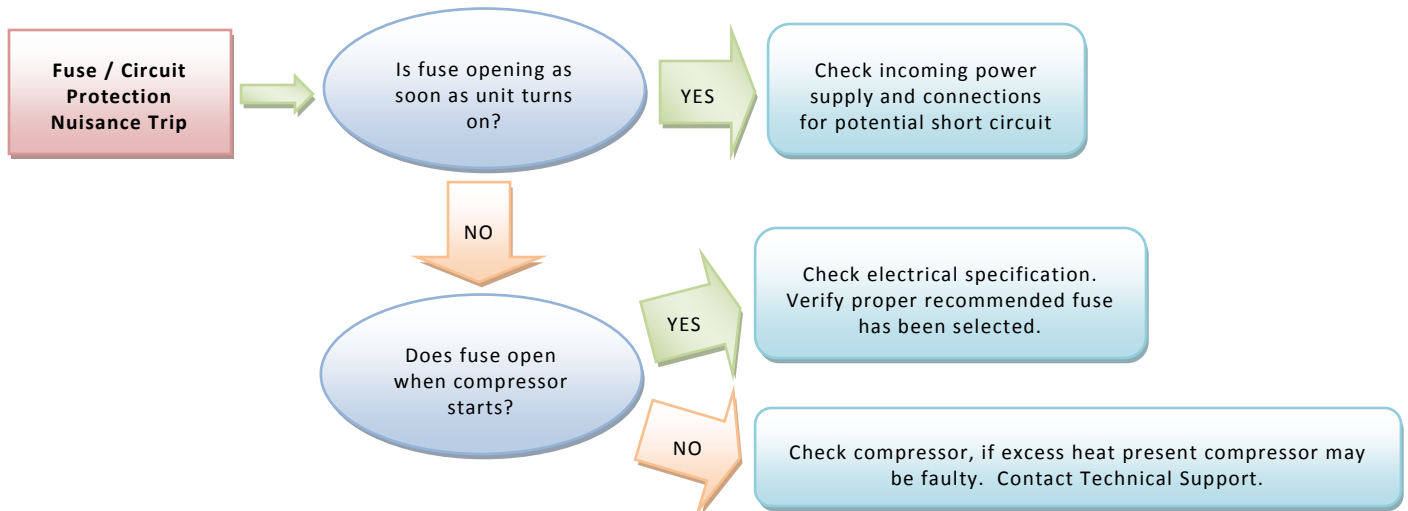 Fuse / Circuit
Protection
Nuisance Trip
Is fuse opening as
soon as unit turns
on?
YES
Check incoming power
supply and connections
for potential short circuit
NO
Does fuse open
when compressor
starts?
YES
Check electrical specification.
Verify proper recommended fuse
has been selected.
NO
Check compressor, if excess heat present compressor may
be faulty. Contact Technical Support.